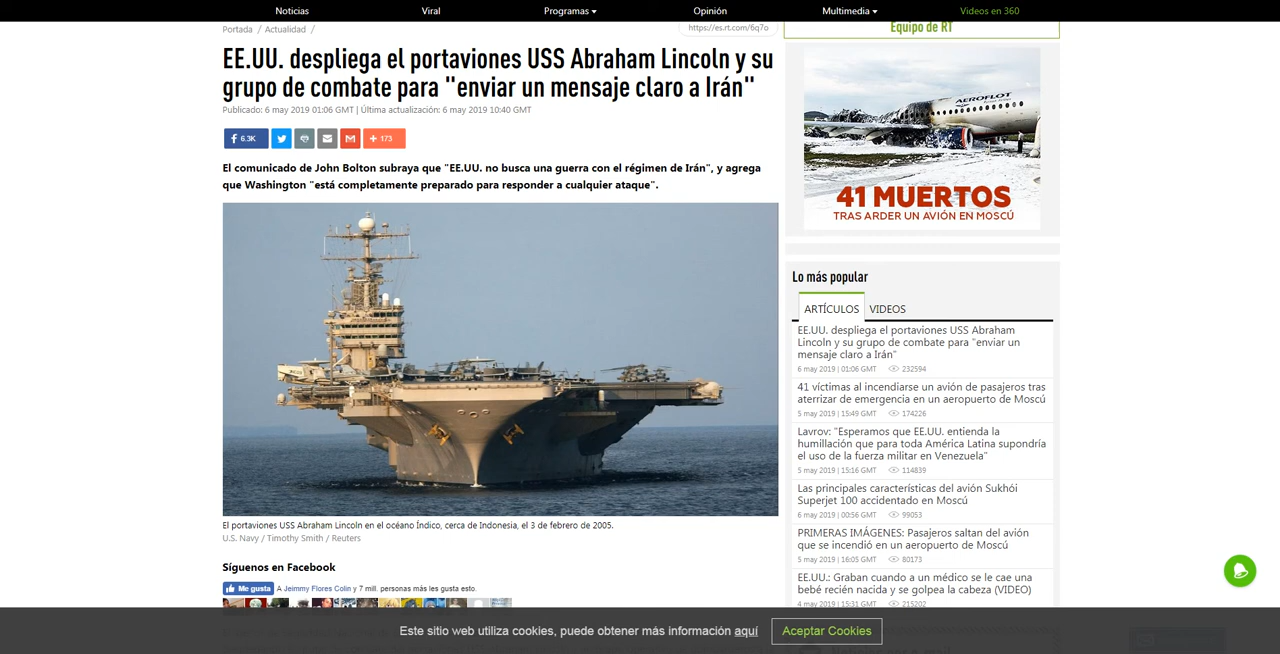 Noticias
Viral
Programas
Opinión
Multimedia
Videos en 360
Portada / Actualidad /
https://es.rt.com/6q7o
Equipo de RT
EE.UU. despliega el portaviones USS Abraham Lincoln y su
grupo de combate para "enviar un mensaje claro a Irán"
Publicado: 6 may 2019 01:06 GMT | Última actualización: 6 may 2019 10:40 GMT
6.3K
173
El comunicado de John Bolton subraya que "EE.UU. no busca una guerra con el régimen de Irán", y agrega
que Washington "está completamente preparado para responder a cualquier ataque".
El portaviones USS Abraham Lincoln en el océano Índico, cerca de Indonesia, el 3 de febrero de 2005.
U.S. Navy / Timothy Smith / Reuters
Síguenos en Facebook
Me gusta
A Jeimmy Flores Colin y 7 mill. personas más les gusta esto.
AEROFLOT
41 MUERTOS
TRAS ARDER UN AVIÓN EN MOSCÚ
Lo más popular
ARTÍCULOS
VIDEOS
EE.UU. despliega el portaviones USS Abraham
Lincoln y su grupo de combate para "enviar un
mensaje claro a Irán"
6 may 2019 | 01:06 GMT 232594
41 víctimas al incendiarse un avión de pasajeros tras
aterrizar de emergencia en un aeropuerto de Moscú
5 may 2019 | 15:49 GMT 174226
Lavrov: "Esperamos que EE.UU. entienda la
humillación que para toda América Latina supondría
el uso de la fuerza militar en Venezuela"
5 may 2019 | 15:16 GMT 114839
Las principales características del avión Sukhói
Superjet 100 accidentado en Moscú
6 may 2019 | 00:56 GMT 99053
PRIMERAS IMÁGENES: Pasajeros saltan del avión
que se incendió en un aeropuerto de Moscú
5 may 2019 | 16:05 GMT 80173
EE.UU.: Graban cuando a un médico se le cae una
bebé recién nacida y se golpea la cabeza (VIDEO)
4 may 2019 | 15:31 GMT 215202
Este sitio web utiliza cookies, puede obtener más información aquí
Aceptar Cookies